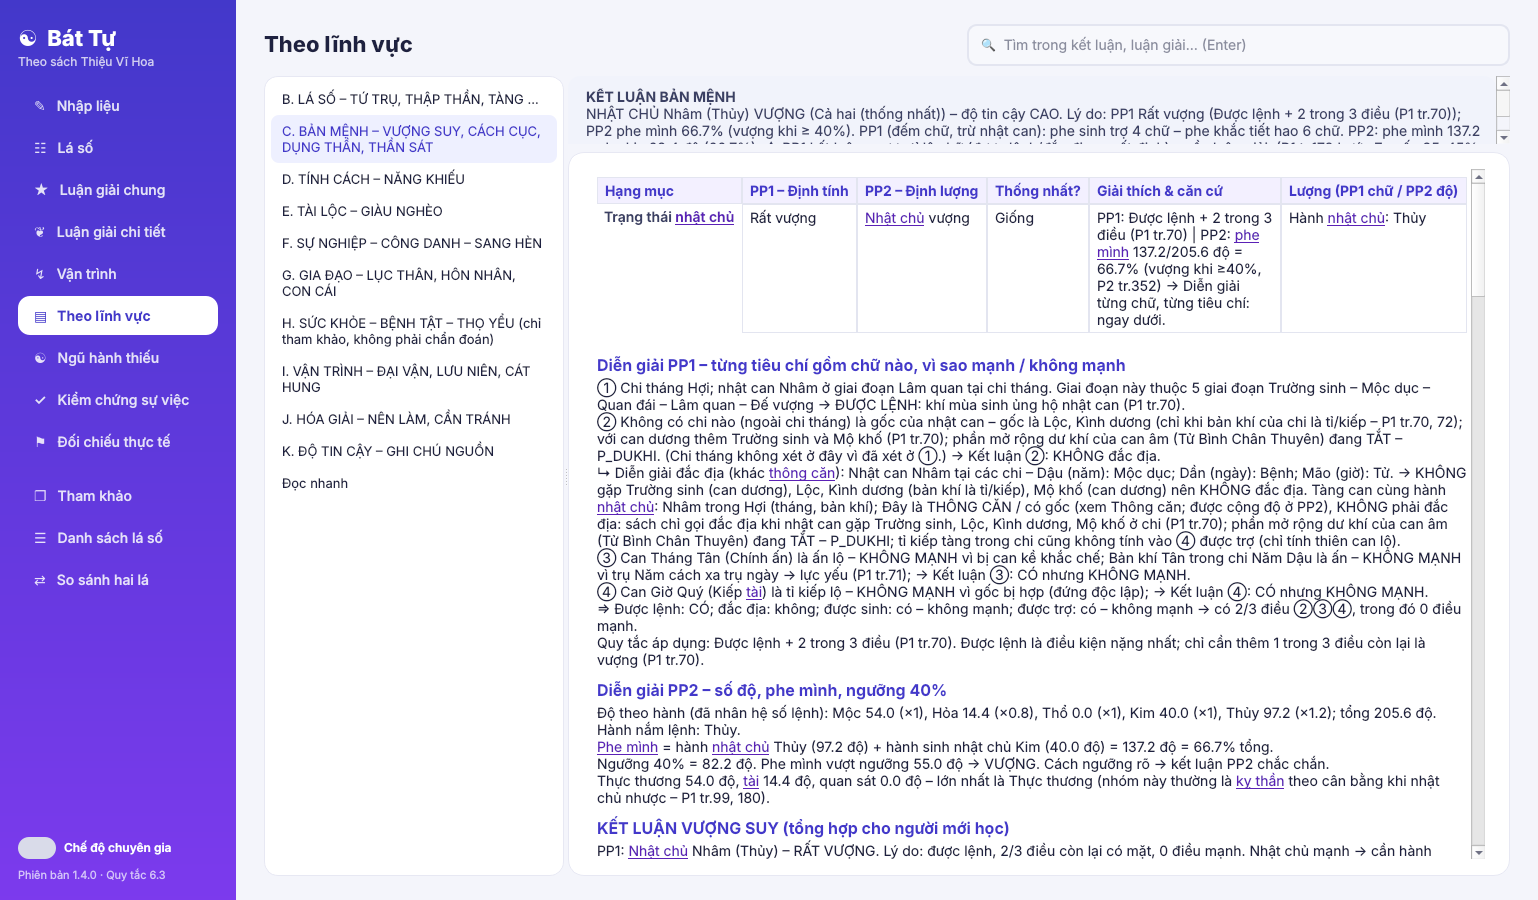 ☯ Bát Tự
Theo sách Thiệu Vĩ Hoa
Nhập liệu
Lá số
Luận giải chung
Luận giải chi tiết
Vận trình
Theo lĩnh vực
Ngũ hành thiếu
Kiểm chứng sự việc
Đối chiếu thực tế
Tham khảo
Danh sách lá số
So sánh hai lá
Chế độ chuyên gia
Phiên bản 1.4.0 · Quy tắc 6.3
Theo lĩnh vực
Tìm trong kết luận, luận giải... (Enter)
B. LÁ SỐ – TỨ TRỤ, THẬP THẦN, TÀNG ...
C. BẢN MỆNH – VƯỢNG SUY, CÁCH CỤC,
DỤNG THẦN, THẦN SÁT
D. TÍNH CÁCH – NĂNG KHIẾU
E. TÀI LỘC – GIÀU NGHÈO
F. SỰ NGHIỆP – CÔNG DANH – SANG HÈN
G. GIA ĐẠO – LỤC THÂN, HÔN NHÂN,
CON CÁI
H. SỨC KHỎE – BỆNH TẬT – THỌ YỂU (chỉ
tham khảo, không phải chẩn đoán)
I. VẬN TRÌNH – ĐẠI VẬN, LƯU NIÊN, CÁT
HUNG
J. HÓA GIẢI – NÊN LÀM, CẦN TRÁNH
K. ĐỘ TIN CẬY – GHI CHÚ NGUỒN
Đọc nhanh
KẾT LUẬN BẢN MỆNH
NHẬT CHỦ Nhâm (Thủy) VƯỢNG (Cả hai (thống nhất)) – độ tin cậy CAO. Lý do: PP1 Rất vượng (Được lệnh + 2 trong 3 điều (P1 tr.70));
PP2 phe mình 66.7% (vượng khi ≥ 40%). PP1 (đếm chữ, trừ nhật can): phe sinh trợ 4 chữ – phe khắc tiết hao 6 chữ. PP2: phe mình 137.2
Hạng mục PP1 – Định tính PP2 – Định lượng Thống nhất? Giải thích & căn cứ Lượng (PP1 chữ / PP2 độ)
Trạng thái nhật chủ Rất vượng Nhật chủ vượng Giống PP1: Được lệnh + 2 trong 3 Hành nhật chủ: Thủy
điều (P1 tr.70) | PP2: phe
mình 137.2/205.6 độ =
66.7% (vượng khi ≥40%,
P2 tr.352) → Diễn giải
từng chữ, từng tiêu chí:
ngay dưới.
Diễn giải PP1 – từng tiêu chí gồm chữ nào, vì sao mạnh / không mạnh
① Chi tháng Hợi; nhật can Nhâm ở giai đoạn Lâm quan tại chi tháng. Giai đoạn này thuộc 5 giai đoạn Trường sinh – Mộc dục –
Quan đái – Lâm quan – Đế vượng → ĐƯỢC LỆNH: khí mùa sinh ủng hộ nhật can (P1 tr.70).
② Không có chi nào (ngoài chi tháng) là gốc của nhật can – gốc là Lộc, Kình dương (chỉ khi bản khí của chi là tỉ/kiếp – P1 tr.70, 72);
với can dương thêm Trường sinh và Mộ khố (P1 tr.70); phần mở rộng dư khí của can âm (Tử Bình Chân Thuyên) đang TẮT –
P_DUKHI. (Chi tháng không xét ở đây vì đã xét ở ①.) → Kết luận ②: KHÔNG đắc địa.
↳ Diễn giải đắc địa (khác thông căn): Nhật can Nhâm tại các chi – Dậu (năm): Mộc dục; Dần (ngày): Bệnh; Mão (giờ): Tử. → KHÔNG
gặp Trường sinh (can dương), Lộc, Kình dương (bản khí là tỉ/kiếp), Mộ khố (can dương) nên KHÔNG đắc địa. Tàng can cùng hành
nhật chủ: Nhâm trong Hợi (tháng, bản khí); Đây là THÔNG CĂN / có gốc (xem Thông căn; được cộng độ ở PP2), KHÔNG phải đắc
địa: sách chỉ gọi đắc địa khi nhật can gặp Trường sinh, Lộc, Kình dương, Mộ khố ở chi (P1 tr.70); phần mở rộng dư khí của can âm
(Tử Bình Chân Thuyên) đang TẮT – P_DUKHI; tỉ kiếp tàng trong chi cũng không tính vào ④ được trợ (chỉ tính thiên can lộ).
③ Can Tháng Tân (Chính ấn) là ấn lộ – KHÔNG MẠNH vì bị can kề khắc chế; Bản khí Tân trong chi Năm Dậu là ấn – KHÔNG MẠNH
vì trụ Năm cách xa trụ ngày → lực yếu (P1 tr.71); → Kết luận ③: CÓ nhưng KHÔNG MẠNH.
④ Can Giờ Quý (Kiếp tài) là tỉ kiếp lộ – KHÔNG MẠNH vì gốc bị hợp (đứng độc lập); → Kết luận ④: CÓ nhưng KHÔNG MẠNH.
⇒ Được lệnh: CÓ; đắc địa: không; được sinh: có – không mạnh; được trợ: có – không mạnh → có 2/3 điều ②③④, trong đó 0 điều
mạnh.
Quy tắc áp dụng: Được lệnh + 2 trong 3 điều (P1 tr.70). Được lệnh là điều kiện nặng nhất; chỉ cần thêm 1 trong 3 điều còn lại là
vượng (P1 tr.70).
Diễn giải PP2 – số độ, phe mình, ngưỡng 40%
Độ theo hành (đã nhân hệ số lệnh): Mộc 54.0 (×1), Hỏa 14.4 (×0.8), Thổ 0.0 (×1), Kim 40.0 (×1), Thủy 97.2 (×1.2); tổng 205.6 độ.
Hành nắm lệnh: Thủy.
Phe mình = hành nhật chủ Thủy (97.2 độ) + hành sinh nhật chủ Kim (40.0 độ) = 137.2 độ = 66.7% tổng.
Ngưỡng 40% = 82.2 độ. Phe mình vượt ngưỡng 55.0 độ → VƯỢNG. Cách ngưỡng rõ → kết luận PP2 chắc chắn.
Thực thương 54.0 độ, tài 14.4 độ, quan sát 0.0 độ – lớn nhất là Thực thương (nhóm này thường là kỵ thần theo cân bằng khi nhật
chủ nhược – P1 tr.99, 180).
KẾT LUẬN VƯỢNG SUY (tổng hợp cho người mới học)
PP1: Nhật chủ Nhâm (Thủy) – RẤT VƯỢNG. Lý do: được lệnh, 2/3 điều còn lại có mặt, 0 điều mạnh. Nhật chủ mạnh → cần hành